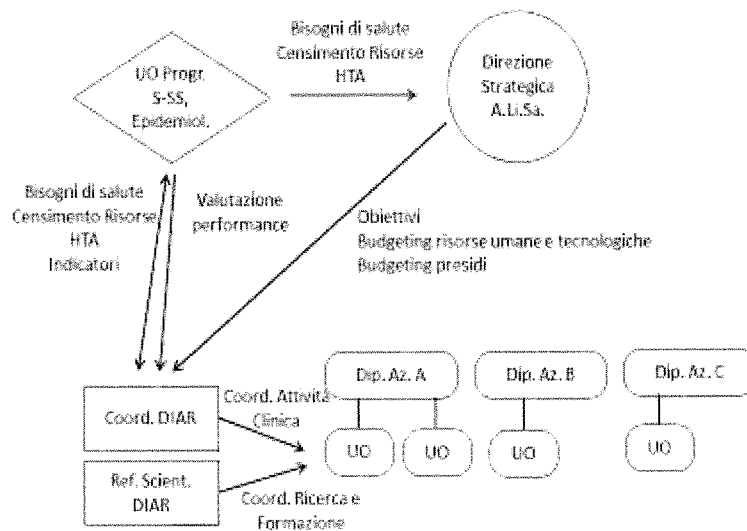 Bisogni di salute
Censimento Risorse
HTA
UO Progr.
S-SS,
Epidemiol.
Direzione
Strategica
A.Li.Sa.
Bisogni di salute
Censimento Risorse
HTA
Indicatori
Valutazione
performance
Obiettivi
Budgeting risorse umane e tecnologiche
Budgeting presidi
Coord. DIAR
Coord. Attività
Clinica
Dip. Az. A
Dip. Az. B
Dip. Az. C
UO
UO
UO
UO
Ref. Scient.
DIAR
Coord. Ricerca e
Formazione